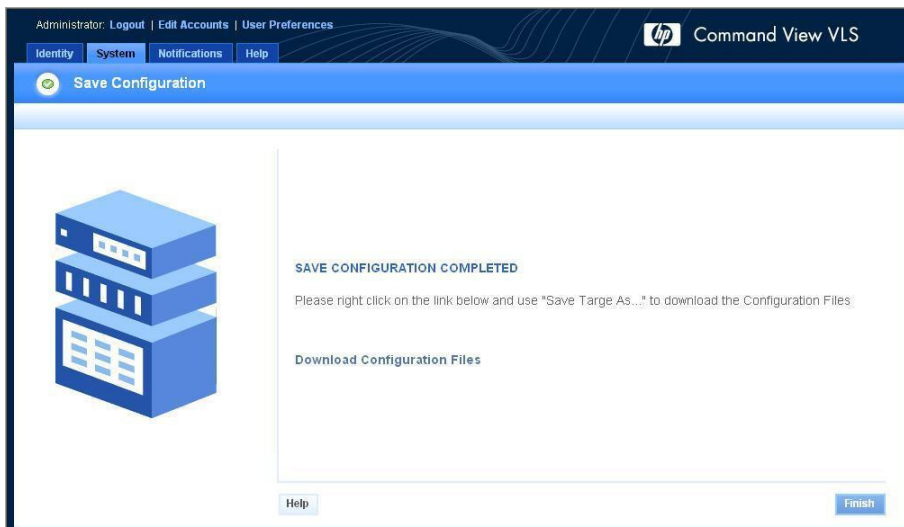 Administrator: Logout | Edit Accounts | User Preferences
hp Command View VLS
Identity System Notifications Help
Save Configuration
SAVE CONFIGURATION COMPLETED
Please right click on the link below and use "Save Targe As..." to download the Configuration Files
Download Configuration Files
Help Finish